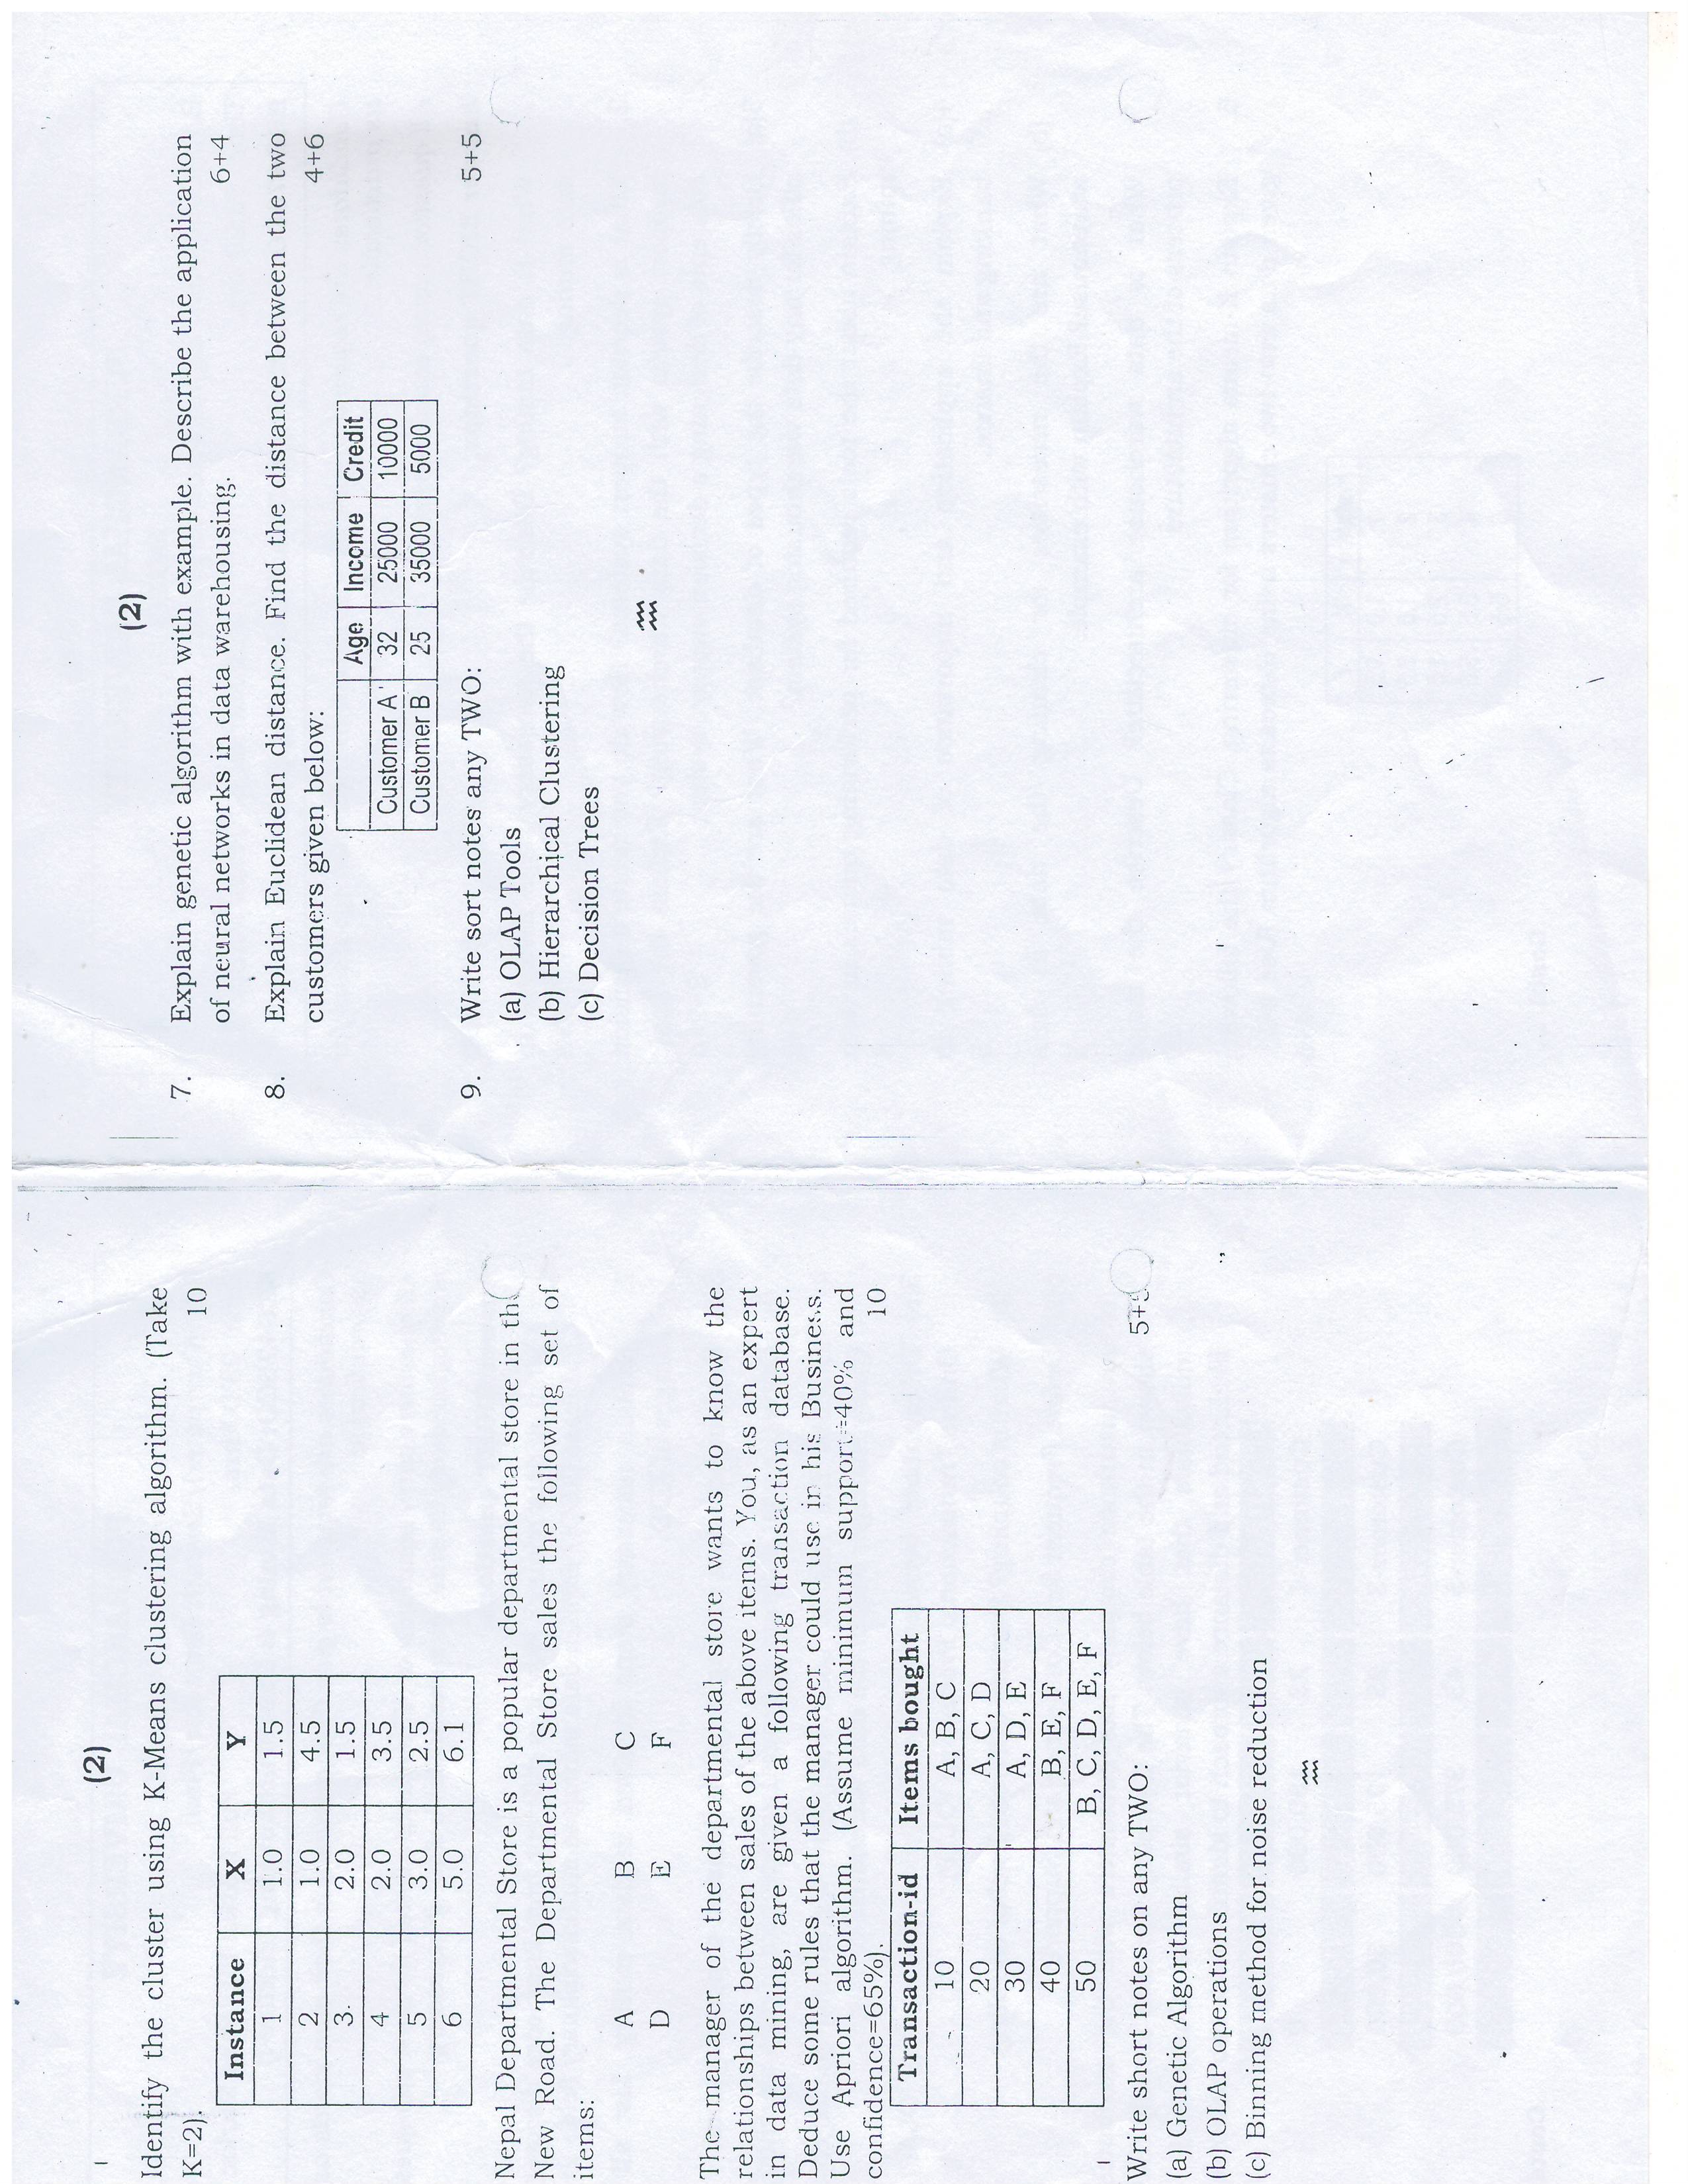 (2)
Identify the cluster using K-Means clustering algorithm. (Take
K=2). 10
Instance X Y
1 1.0 1.5
2 1.0 4.5
3. 2.0 1.5
4 2.0 3.5
5 3.0 2.5
6 5.0 6.1
Nepal Departmental Store is a popular departmental store in
New Road. The Departmental Store sales the following set of
items:
A B C
D E F
The manager of the departmental store wants to know the
relationships between sales of the above items. You, as an expert
in data mining, are given a following transaction database.
Deduce some rules that the manager could use in his Business.
Use Apriori algorithm. (Assume minimum support=40% and
confidence=65%). 10
Transaction-id Items bought
10 A, B, C
20 A, C, D
30 A, D, E
40 B, E, F
50 B, C, D, E, F
Write short notes on any TWO:
(a) Genetic Algorithm
(b) OLAP operations
(c) Binning method for noise reduction
(2)
7. Explain genetic algorithm with example. Describe the application
of neural networks in data warehousing. 6+4
8. Explain Euclidean distance. Find the distance between the two
customers given below: 4+6
Age Income Credit
Customer A 32 25000 10000
Customer B 25 35000 5000
9. Write sort notes any TWO: 5+5
(a) OLAP Tools
(b) Hierarchical Clustering
(c) Decision Trees